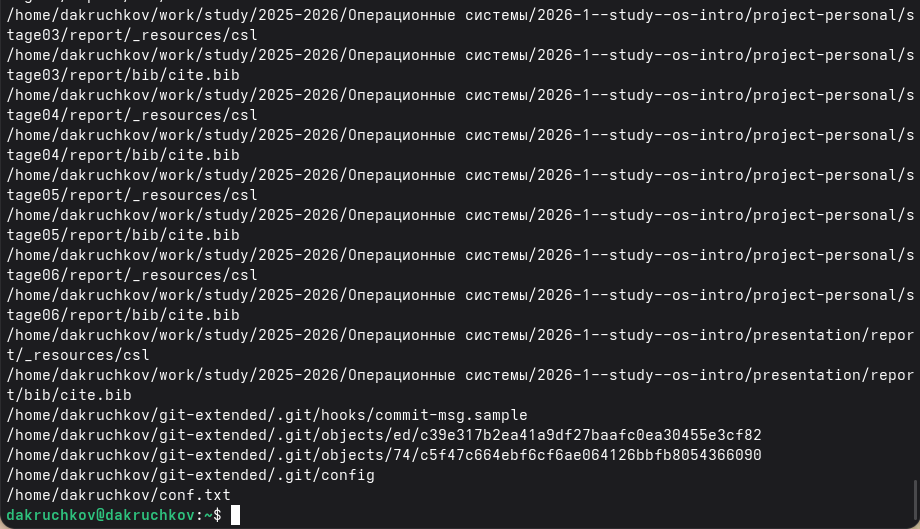 /home/dakruchkov/work/study/2025-2026/Операционные системы/2026-1--study--os-intro/project-personal/s
tage03/report/_resources/csl
/home/dakruchkov/work/study/2025-2026/Операционные системы/2026-1--study--os-intro/project-personal/s
tage03/report/bib/cite.bib
/home/dakruchkov/work/study/2025-2026/Операционные системы/2026-1--study--os-intro/project-personal/s
tage04/report/_resources/csl
/home/dakruchkov/work/study/2025-2026/Операционные системы/2026-1--study--os-intro/project-personal/s
tage04/report/bib/cite.bib
/home/dakruchkov/work/study/2025-2026/Операционные системы/2026-1--study--os-intro/project-personal/s
tage05/report/_resources/csl
/home/dakruchkov/work/study/2025-2026/Операционные системы/2026-1--study--os-intro/project-personal/s
tage05/report/bib/cite.bib
/home/dakruchkov/work/study/2025-2026/Операционные системы/2026-1--study--os-intro/project-personal/s
tage06/report/_resources/csl
/home/dakruchkov/work/study/2025-2026/Операционные системы/2026-1--study--os-intro/project-personal/s
tage06/report/bib/cite.bib
/home/dakruchkov/work/study/2025-2026/Операционные системы/2026-1--study--os-intro/presentation/repor
t/_resources/csl
/home/dakruchkov/work/study/2025-2026/Операционные системы/2026-1--study--os-intro/presentation/repor
t/bib/cite.bib
/home/dakruchkov/git-extended/.git/hooks/commit-msg.sample
/home/dakruchkov/git-extended/.git/objects/ed/c39e317b2ea41a9df27baafc0ea30455e3cf82
/home/dakruchkov/git-extended/.git/objects/74/c5f47c664ebf6cf6ae064126bbfb8054366090
/home/dakruchkov/git-extended/.git/config
/home/dakruchkov/conf.txt
dakruchkov@dakruchkov:~$